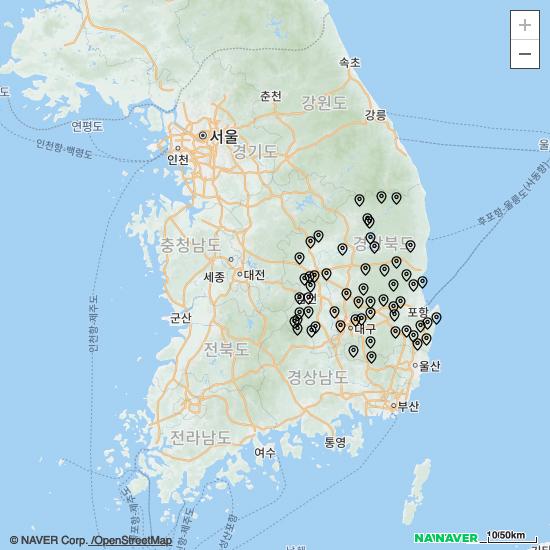 +
−
속초
춘천
강원도
강릉
도
연평도
서울
울
인천
경기도
인천항-백령도
후포항-울릉도(사동항)
충청남도
경상북도
세종
대전
인천항-제주도
군산
포항
대구
전라북도
경상남도
울산
부산
전라남도
통영
여수
© NAVER Corp. /OpenStreetMap
NAVER
10/50km